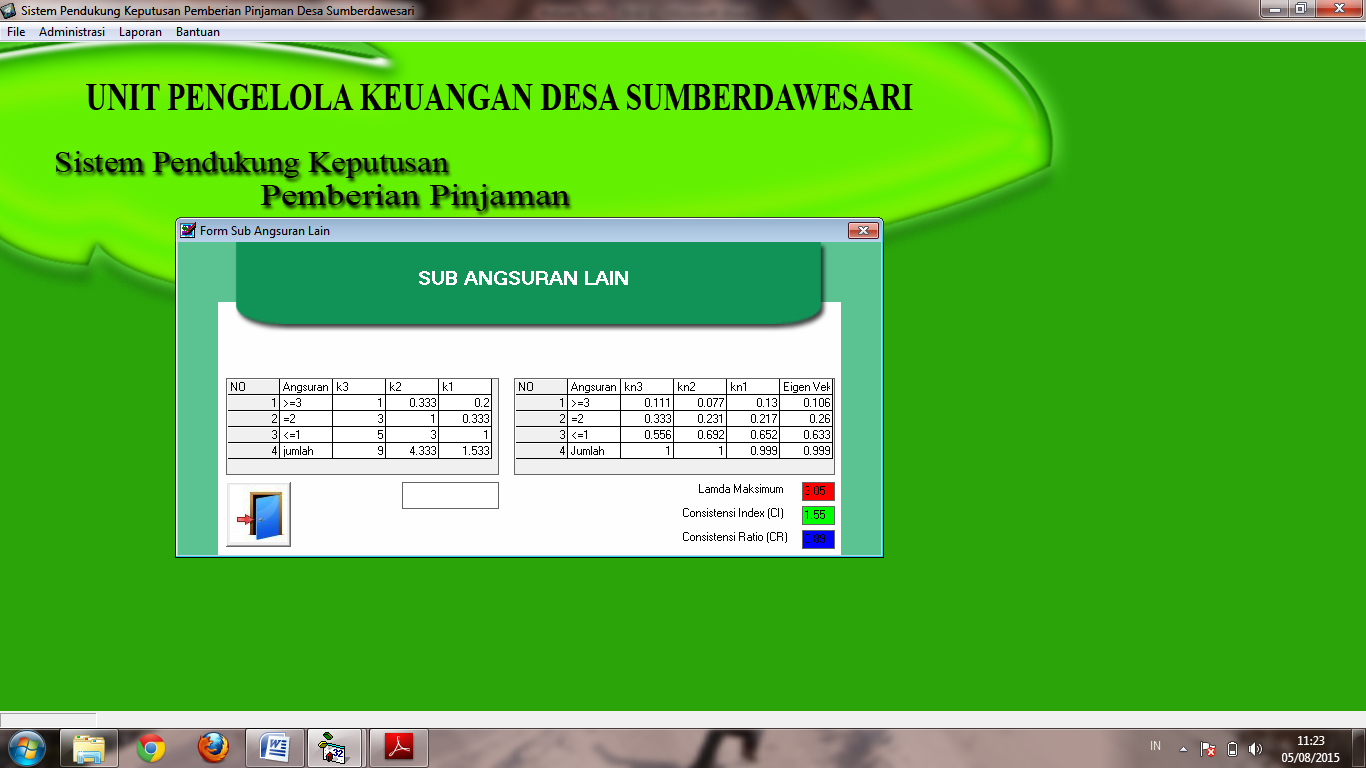 Sistem Pendukung Keputusan Pemberian Pinjaman Desa Sumberdawesari
File Administrasi Laporan Bantuan
UNIT PENGELOLA KEUANGAN DESA SUMBERDAWESARI
Sistem Pendukung Keputusan
Pemberian Pinjaman
Form Sub Angsuran Lain
SUB ANGSURAN LAIN
NO Angsuran k3 k2 k1
1 >=3 1 0.333 0.2
2 =2 3 1 0.333
3 <=1 5 3 1
4 jumlah 9 4.333 1.533
NO Angsuran kn3 kn2 kn1 Eigen Vek
1 >=3 0.111 0.077 0.13 0.106
2 =2 0.333 0.231 0.217 0.26
3 <=1 0.556 0.692 0.652 0.633
4 Jumlah 1 1 0.999 0.999
Lamda Maksimum 3.05
Consistensi Index (CI) 1.55
Consistensi Ratio (CR) 0.89
32
IN
11:23
05/08/2015